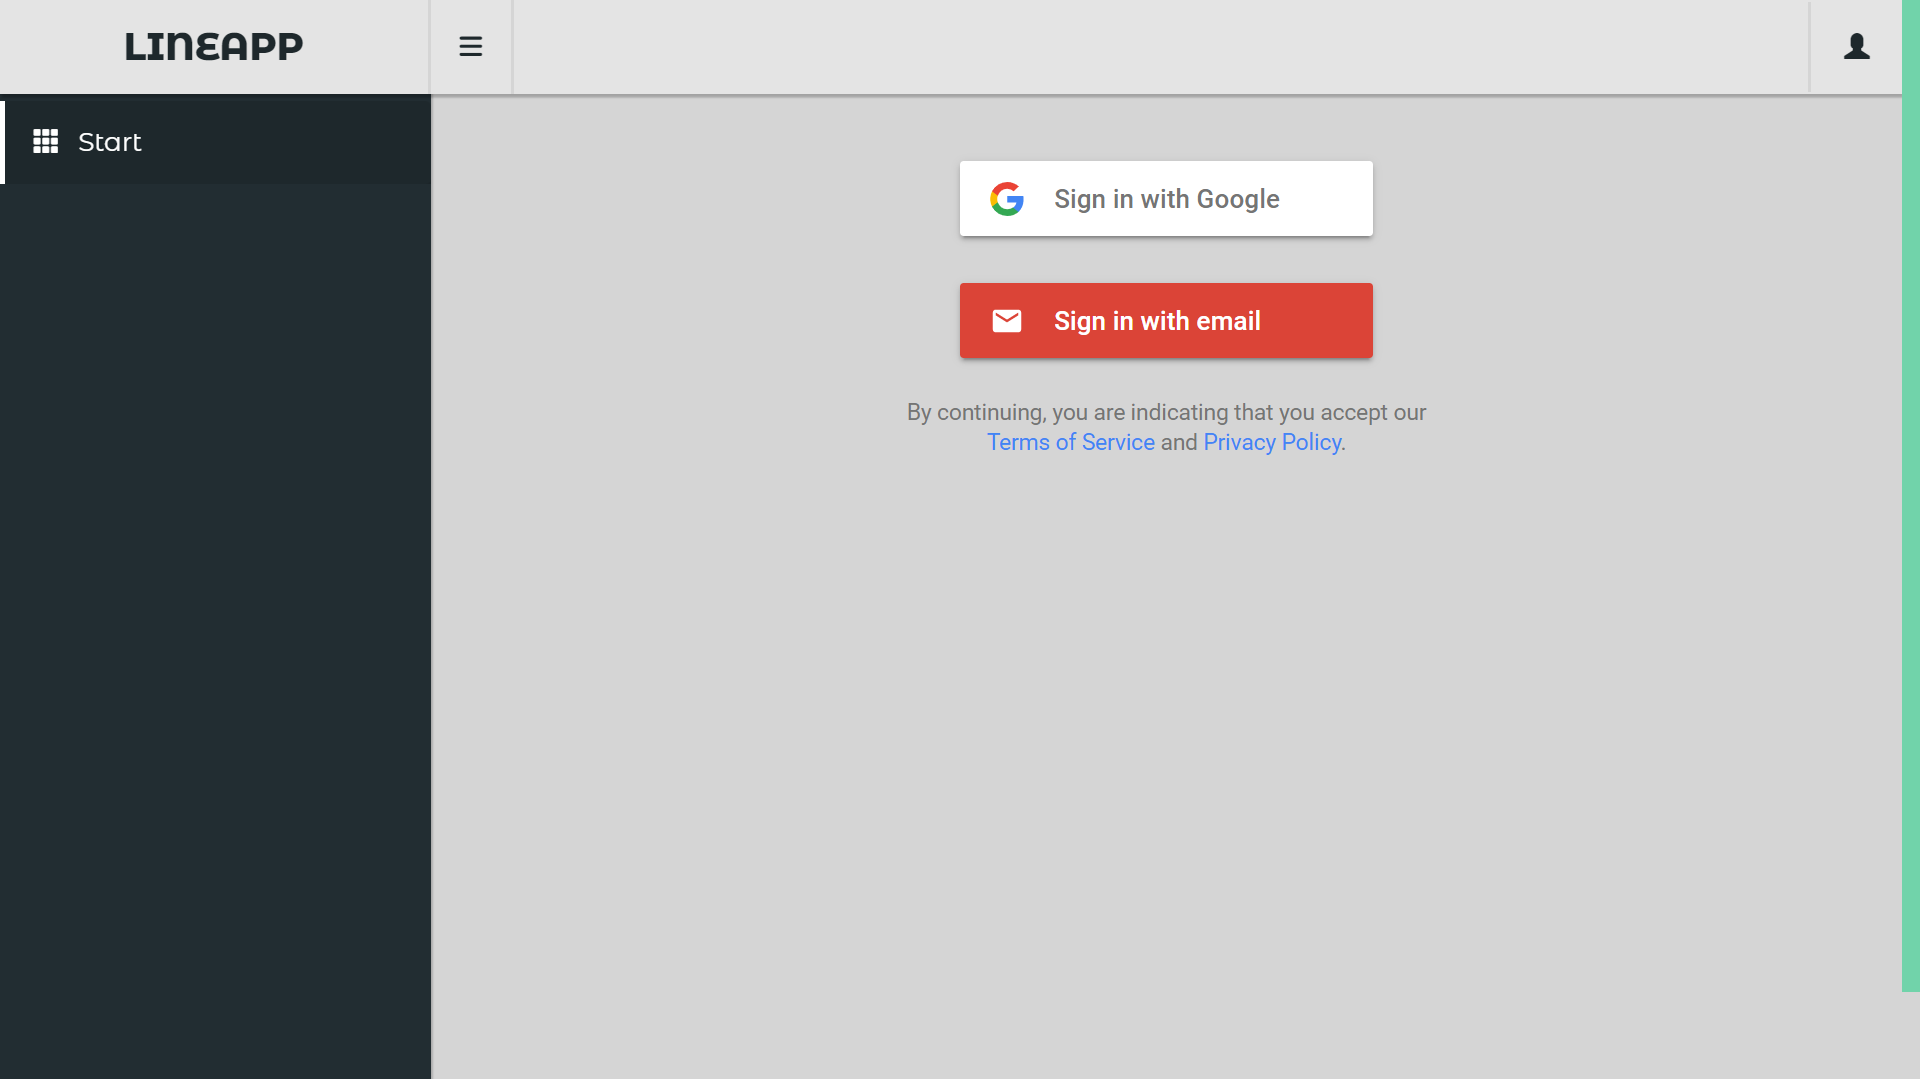 LINEAPP
Start
Sign in with Google
Sign in with email
By continuing, you are indicating that you accept our
Terms of Service and Privacy Policy.